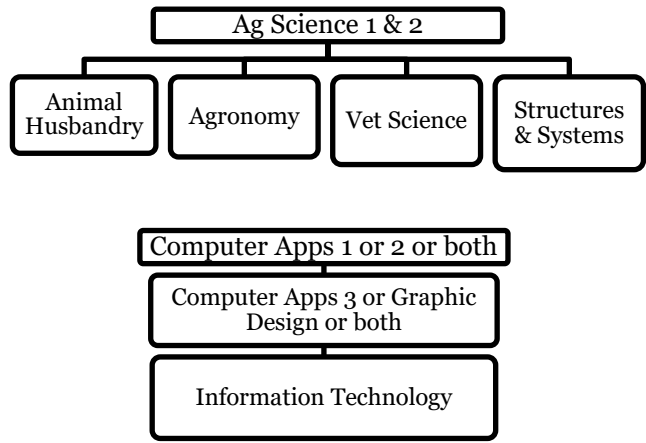 Ag Science 1 & 2
Animal
Husbandry
Agronomy
Vet Science
Structures
& Systems
Computer Apps 1 or 2 or both
Computer Apps 3 or Graphic
Design or both
Information Technology